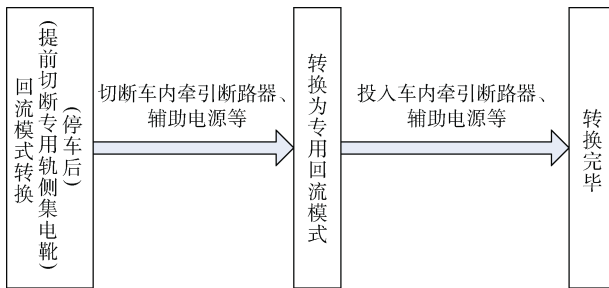 回流模式转换
(提前切断专用轨侧集电靴)
(停车后)
切断车内牵引断路器、
辅助电源等
转换为专用回流模式
投入车内牵引断路器、
辅助电源等
转换完毕